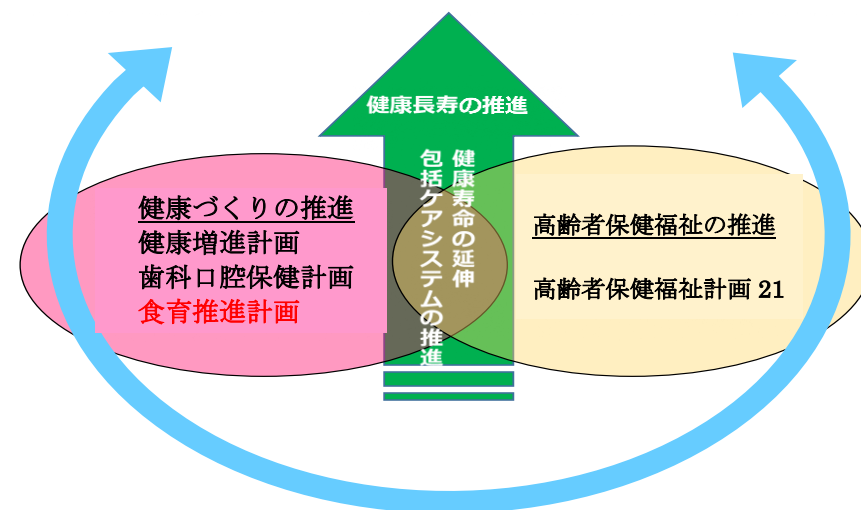 健康長寿の推進
健康寿命の延伸
包括ケアシステムの推進
健康づくりの推進
健康増進計画
歯科口腔保健計画
食育推進計画
高齢者保健福祉の推進
高齢者保健福祉計画 21